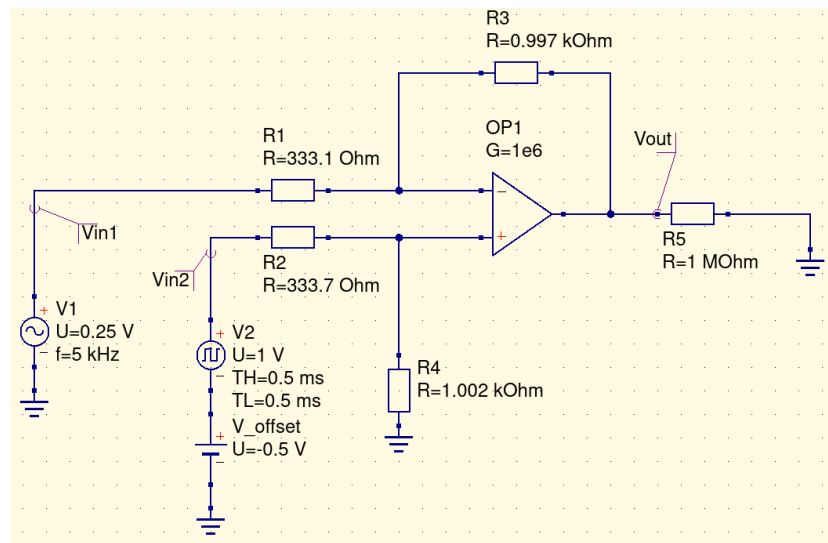 R3
R=0.997 kOhm
OP1
G=1e6
Vout
R1
R=333.1 Ohm
−
+
Vin1
R2
R=333.7 Ohm
Vin2
R5
R=1 MOhm
+
V1
U=0.25 V
− f=5 kHz
+
V2
U=1 V
− TH=0.5 ms
TL=0.5 ms
R4
R=1.002 kOhm
+
V_offset
U=-0.5 V
−